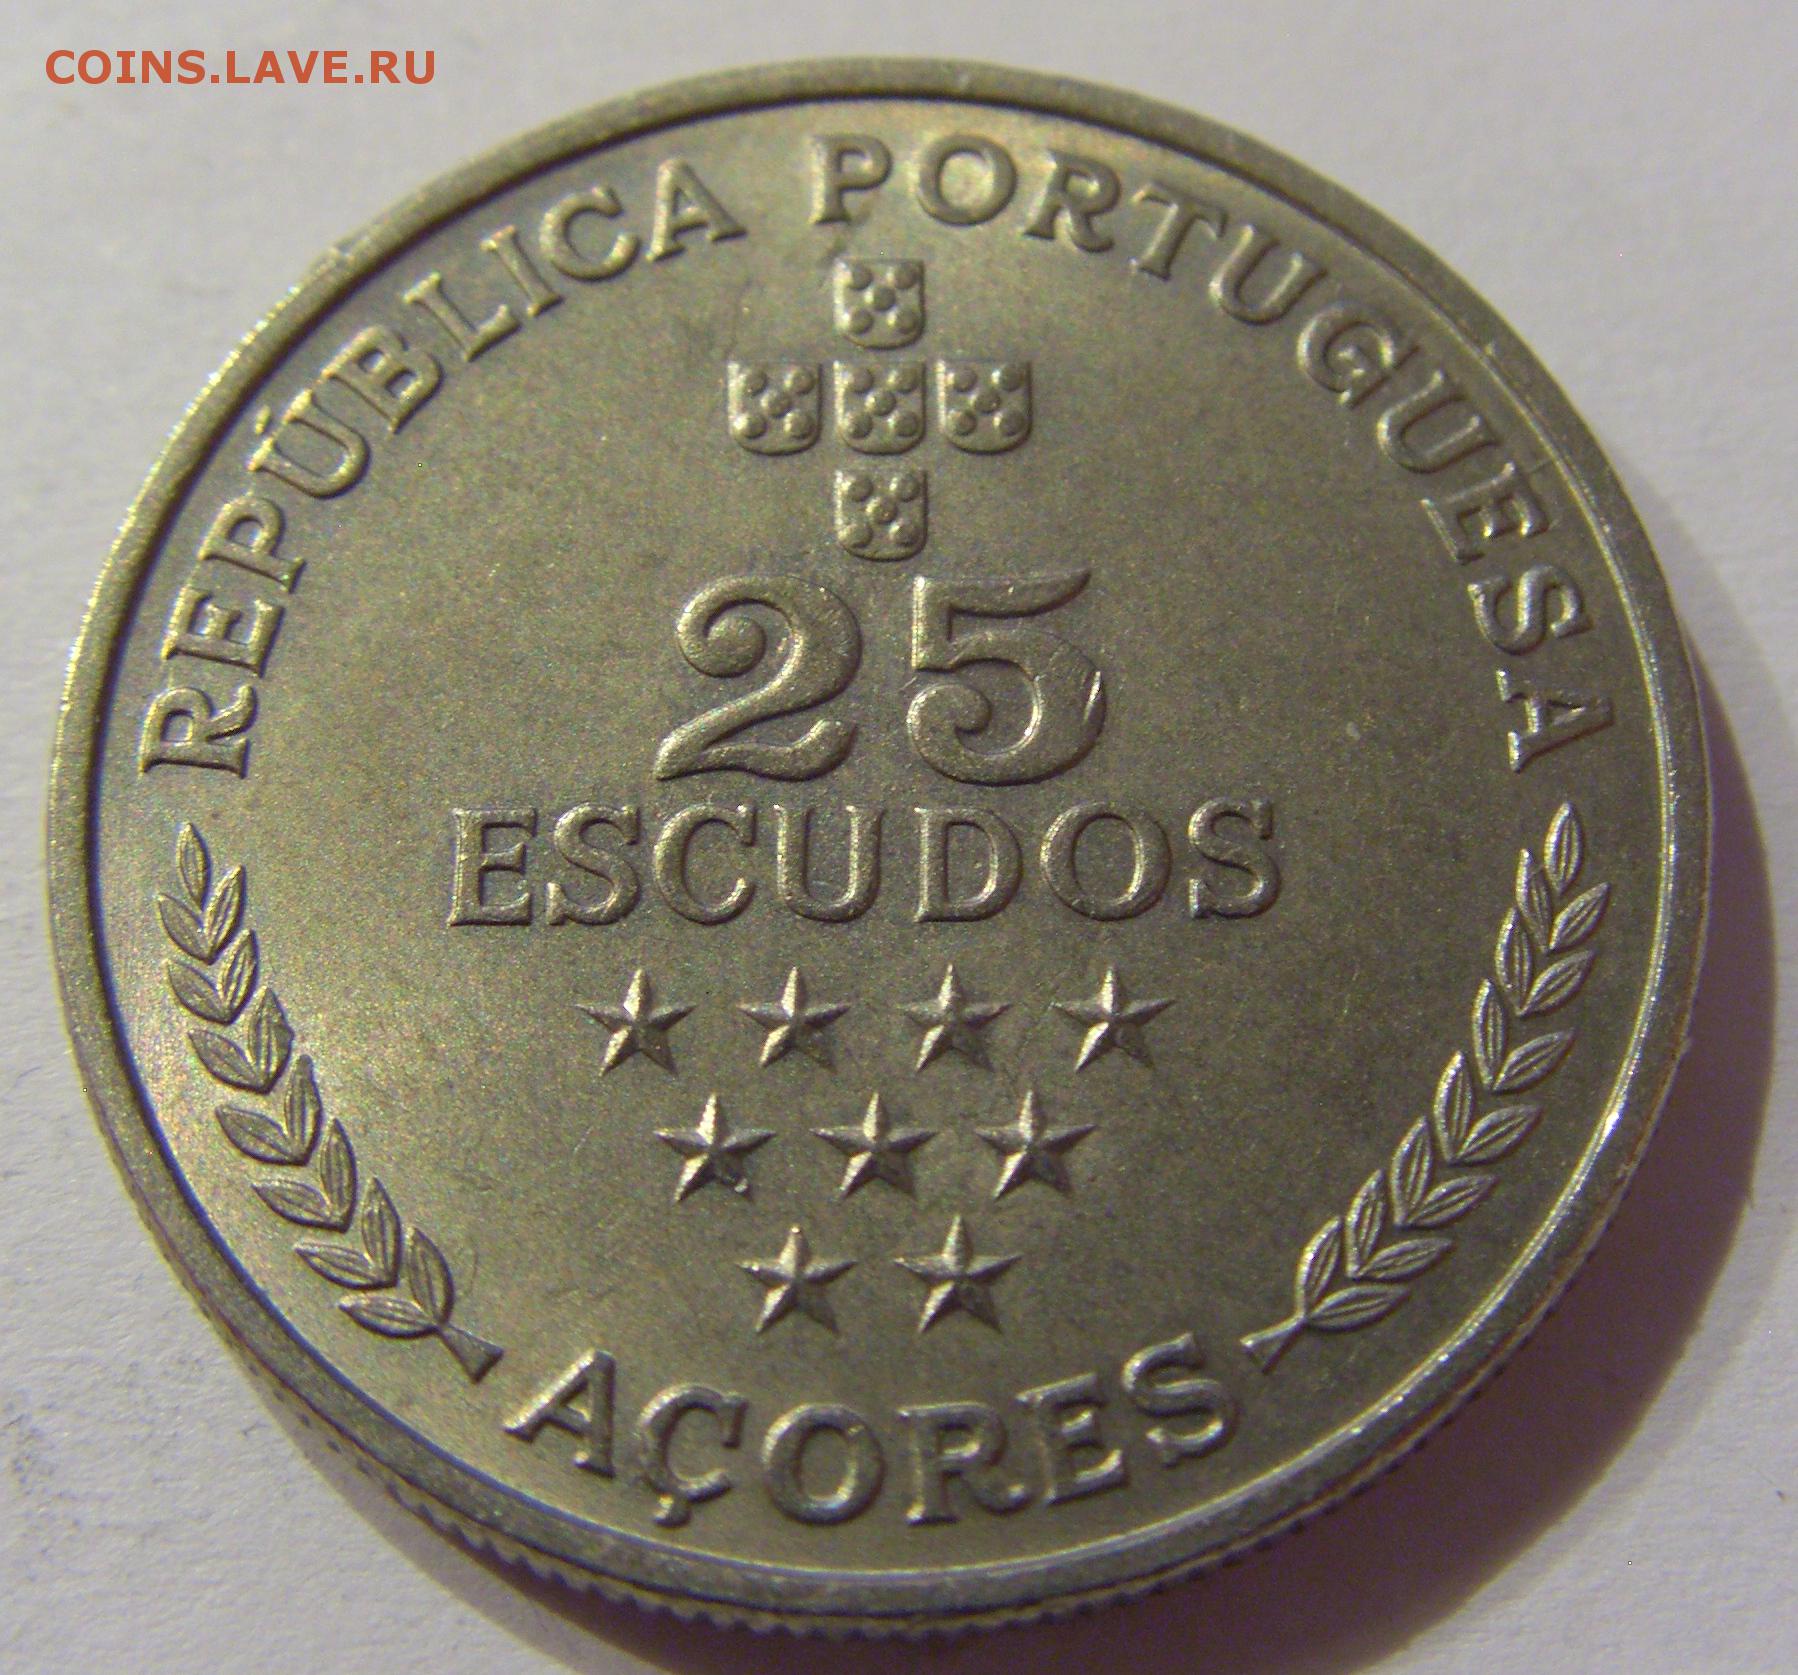 COINS.LAVE.RU
REPÚBLICA PORTUGUESA
25
ESCUDOS
AÇORES